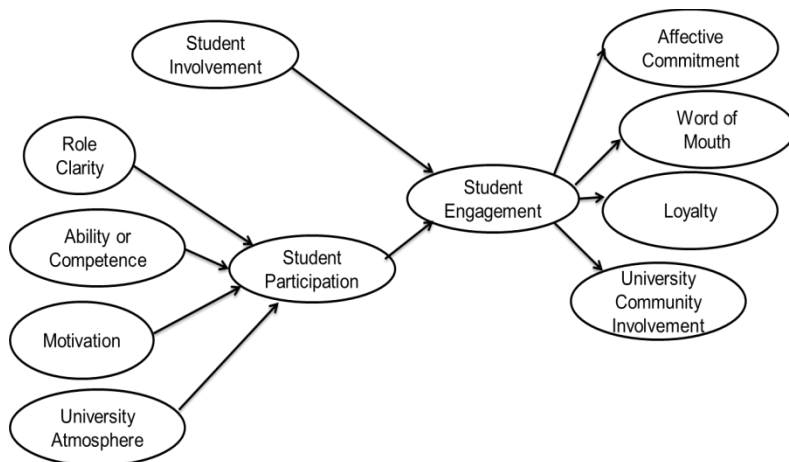 Student
Involvement
Affective
Commitment
Word of
Mouth
Role
Clarity
Student
Engagement
Loyalty
Ability or
Competence
Student
Participation
University
Community
Involvement
Motivation
University
Atmosphere